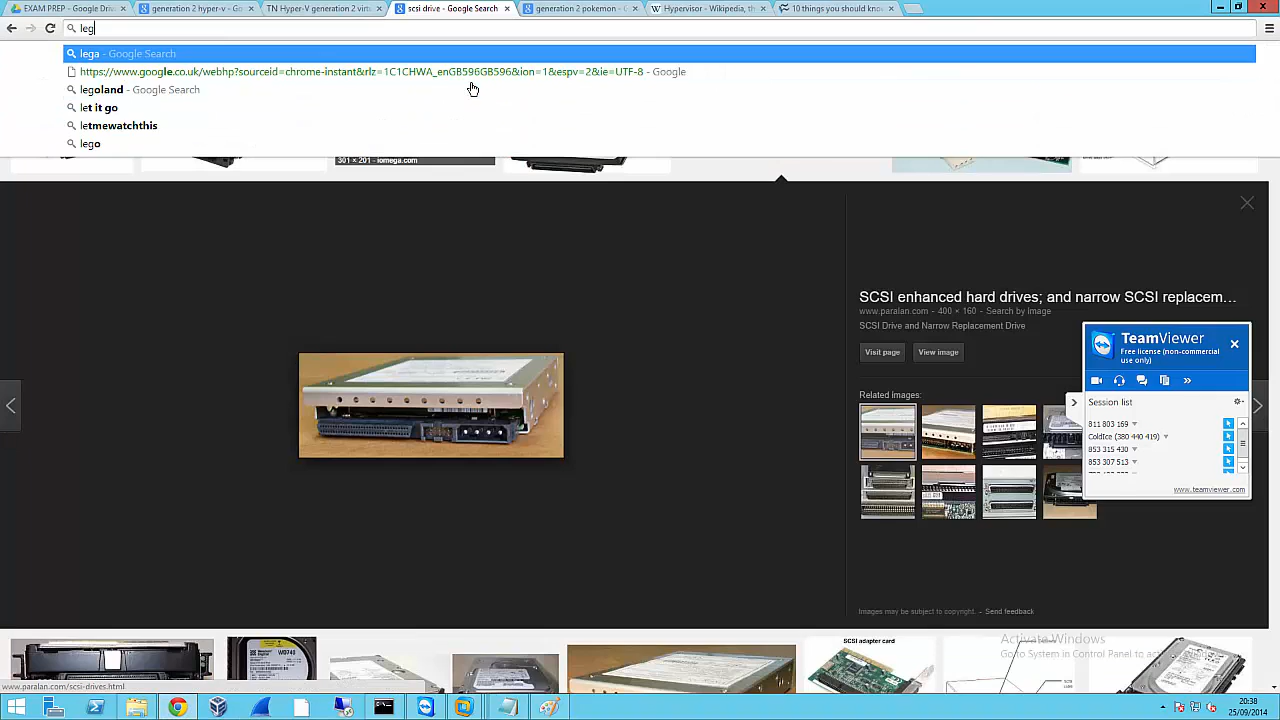 EXAM PREP – Google Driv
generation 2 hyper-v – Go
TN Hyper-V generation 2 virtu
scsi drive - Google Search
generation 2 pokemon - G
Hypervisor – Wikipedia, th
10 things you should know
leg
lega - Google Search
https://www.google.co.uk/webhp?sourceid=chrome-instant&rlz=1C1CHWA_enGB596GB596&ion=1&espv=2&ie=UTF-8 - Google
legoland - Google Search
let it go
letmewatchthis
lego
301 × 201 - iomega.com
SCSI enhanced hard drives; and narrow SCSI replacem…
www.paralan.com - 400 × 160 - Search by image
SCSI Drive and Narrow Replacement Drive
Visit page
View image
Related images:
TeamViewer
Free license (non-commercial
use only)
Session list
811 803 169
ColdIce (380 440 419)
853 315 430
853 307 513
www.teamviewer.com
Images may be subject to copyright. - Send feedback
SCSI adapter card
Activate Windows
Go to System in Control Panel to ac
www.paralan.com/scsi-drives.html
20:38
25/09/2014